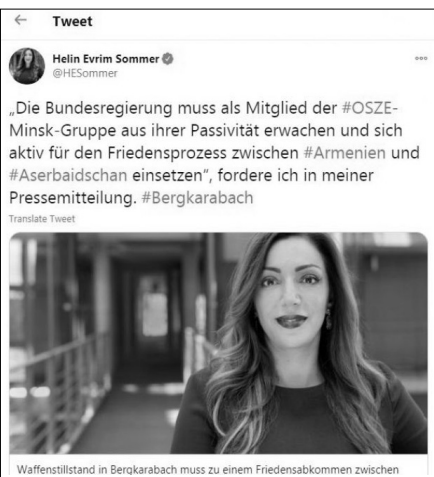 Tweet
Helin Evrim Sommer
@HESommer
„Die Bundesregierung muss als Mitglied der #OSZE-
Minsk-Gruppe aus ihrer Passivität erwachen und sich
aktiv für den Friedensprozess zwischen #Armenien und
#Aserbaidschan einsetzen“, fordere ich in meiner
Pressemitteilung. #Bergkarabach
Translate Tweet
Waffenstillstand in Bergkarabach muss zu einem Friedensabkommen zwischen